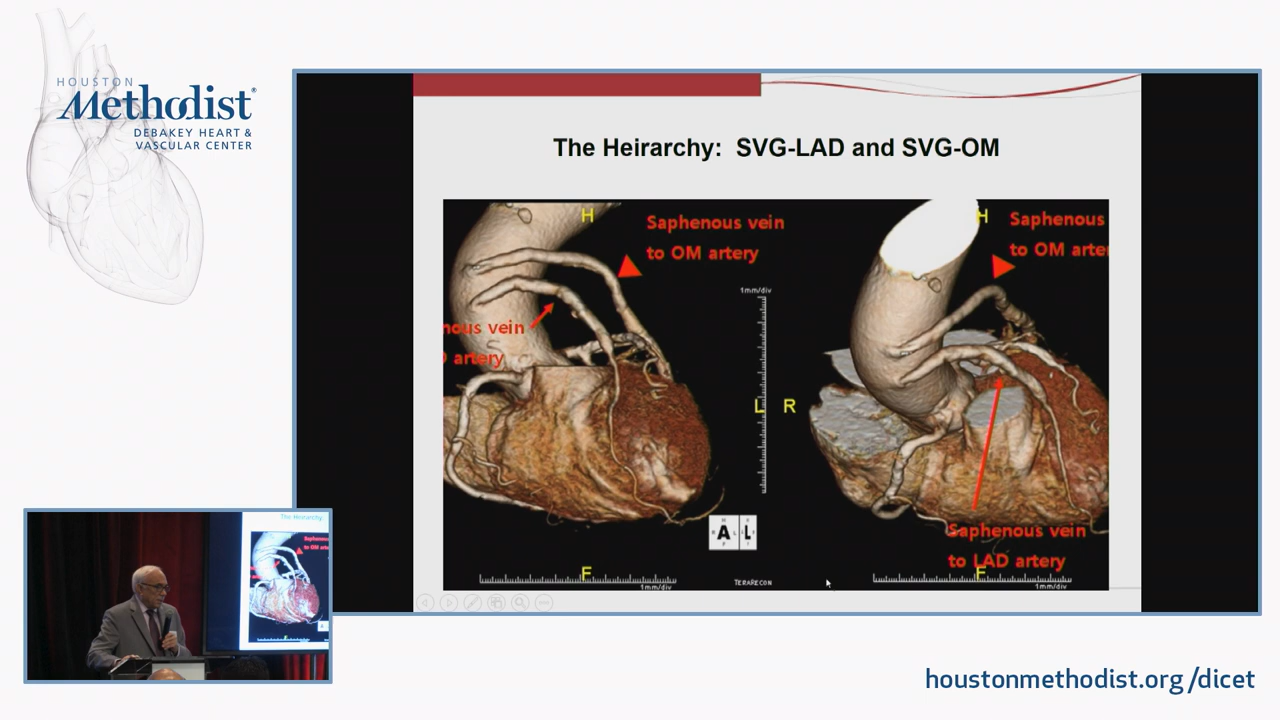 HOUSTON
Methodist®
DEBAKEY HEART &
VASCULAR CENTER
The Heirarchy: SVG-LAD and SVG-OM
H
Saphenous vein
to OM artery
nous vein
artery
1mm/div
L
A L
F
1mm/div
TERARECON
H
Saphenous
to OM arter
R
Saphenous vein
to LAD artery
F
1mm/div
The Heirarchy:
houstonmethodist.org/dicet